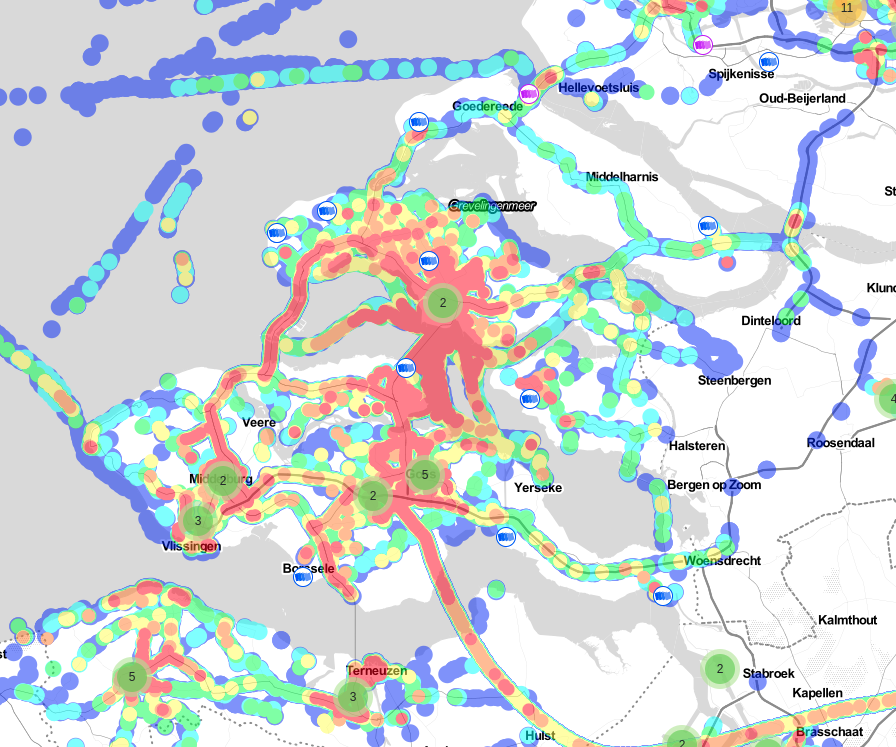 11
Spijkenisse
Hellevoetsluis
Oud-Beijerland
Goedereede
Middelharnis
St
Grevelingenmeer
Klund
2
Dinteloord
Steenbergen
4
Veere
Halsteren
Roosendaal
Middelburg
2
Goes
5
2
Yerseke
Bergen op Zoom
3
Vlissingen
Woensdrecht
Borssele
Kalmthout
st
Terneuzen
2
Stabroek
5
3
Kapellen
Hulst
2
Brasschaat